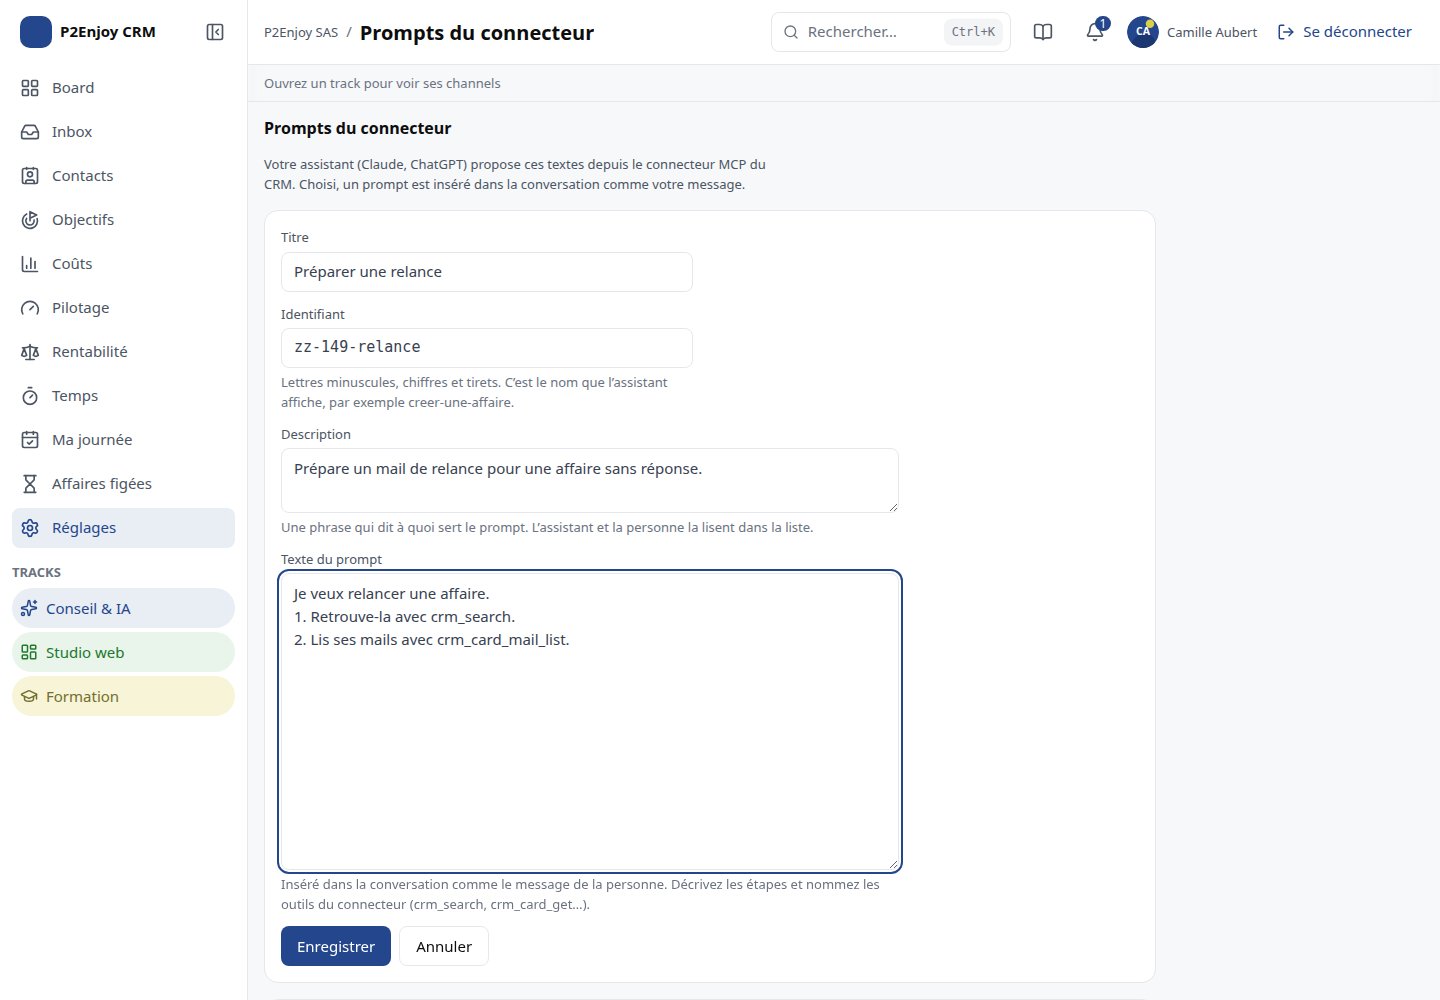 P2Enjoy CRM
Board
Inbox
Contacts
Objectifs
Coûts
Pilotage
Rentabilité
Temps
Ma journée
Affaires figées
Réglages
TRACKS
Conseil & IA
Studio web
Formation
P2Enjoy SAS / Prompts du connecteur
Rechercher... Ctrl+K
1
CA Camille Aubert
Se déconnecter
Ouvrez un track pour voir ses channels
Prompts du connecteur
Votre assistant (Claude, ChatGPT) propose ces textes depuis le connecteur MCP du
CRM. Choisi, un prompt est inséré dans la conversation comme votre message.
Titre
Préparer une relance
Identifiant
zz-149-relance
Lettres minuscules, chiffres et tirets. C’est le nom que l’assistant
affiche, par exemple creer-une-affaire.
Description
Prépare un mail de relance pour une affaire sans réponse.
Une phrase qui dit à quoi sert le prompt. L’assistant et la personne la lisent dans la liste.
Texte du prompt
Je veux relancer une affaire.
1. Retrouve-la avec crm_search.
2. Lis ses mails avec crm_card_mail_list.
Inséré dans la conversation comme le message de la personne. Décrivez les étapes et nommez les
outils du connecteur (crm_search, crm_card_get…).
Enregistrer
Annuler